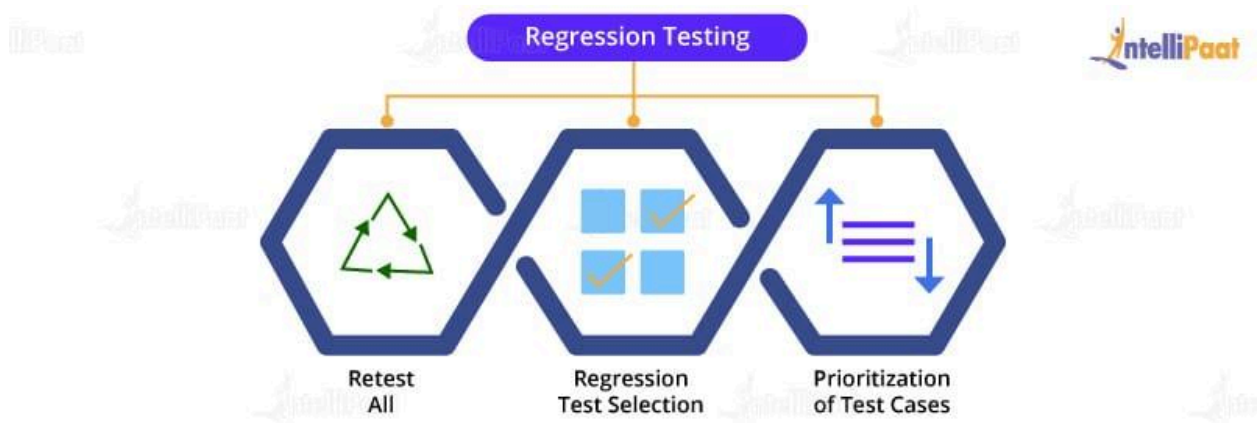 Regression Testing
IntelliPaat
Retest
All
Regression
Test Selection
Prioritization
of Test Cases